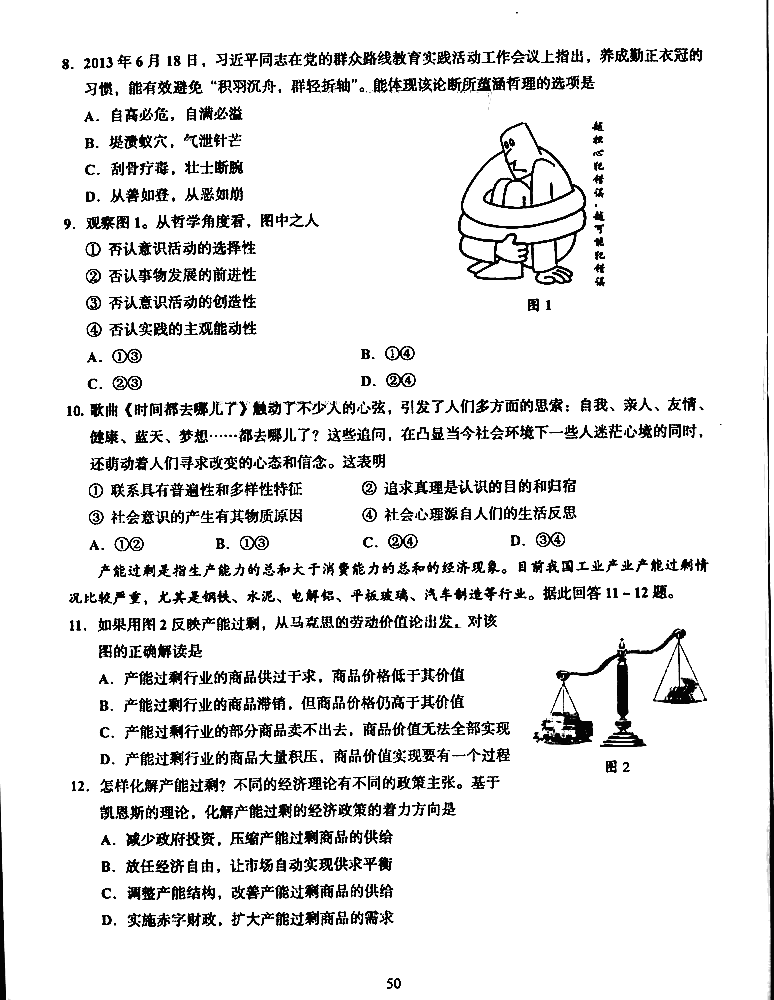 8. 2013 年 6 月 18 日，习近平同志在党的群众路线教育实践活动工作会议上指出，养成勤正衣冠的
习惯，能有效避免“积羽沉舟，群轻折轴”。能体现该论断所蕴涵哲理的选项是
A．自高必危，自满必溢
B．堤溃蚁穴，气泄针芒
C．刮骨疗毒，壮士断腕
D．从善如登，从恶如崩
越担心犯错误，越可能犯错误
图 1
9．观察图 1。从哲学角度看，图中之人
① 否认意识活动的选择性
② 否认事物发展的前进性
③ 否认意识活动的创造性
④ 否认实践的主观能动性
A．①③ B．①④
C．②③ D．②④
10. 歌曲《时间都去哪儿了》触动了不少人的心弦，引发了人们多方面的思索：自我、亲人、友情、
健康、蓝天、梦想……都去哪儿了？这些追问，在凸显当今社会环境下一些人迷茫心境的同时，
还萌动着人们寻求改变的心态和信念。这表明
① 联系具有普遍性和多样性特征 ② 追求真理是认识的目的和归宿
③ 社会意识的产生有其物质原因 ④ 社会心理源自人们的生活反思
A．①② B．①③ C．②④ D．③④
产能过剩是指生产能力的总和大于消费能力的总和的经济现象。目前我国工业产业产能过剩情
况比较严重，尤其是钢铁、水泥、电解铝、平板玻璃、汽车制造等行业。据此回答 11－12 题。
11．如果用图 2 反映产能过剩，从马克思的劳动价值论出发，对该
图的正确解读是
A．产能过剩行业的商品供过于求，商品价格低于其价值
B．产能过剩行业的商品滞销，但商品价格仍高于其价值
C．产能过剩行业的部分商品卖不出去，商品价值无法全部实现
D．产能过剩行业的商品大量积压，商品价值实现要有一个过程
图 2
12．怎样化解产能过剩？不同的经济理论有不同的政策主张。基于
凯恩斯的理论，化解产能过剩的经济政策的着力方向是
A．减少政府投资，压缩产能过剩商品的供给
B．放任经济自由，让市场自动实现供求平衡
C．调整产能结构，改善产能过剩商品的供给
D．实施赤字财政，扩大产能过剩商品的需求
50